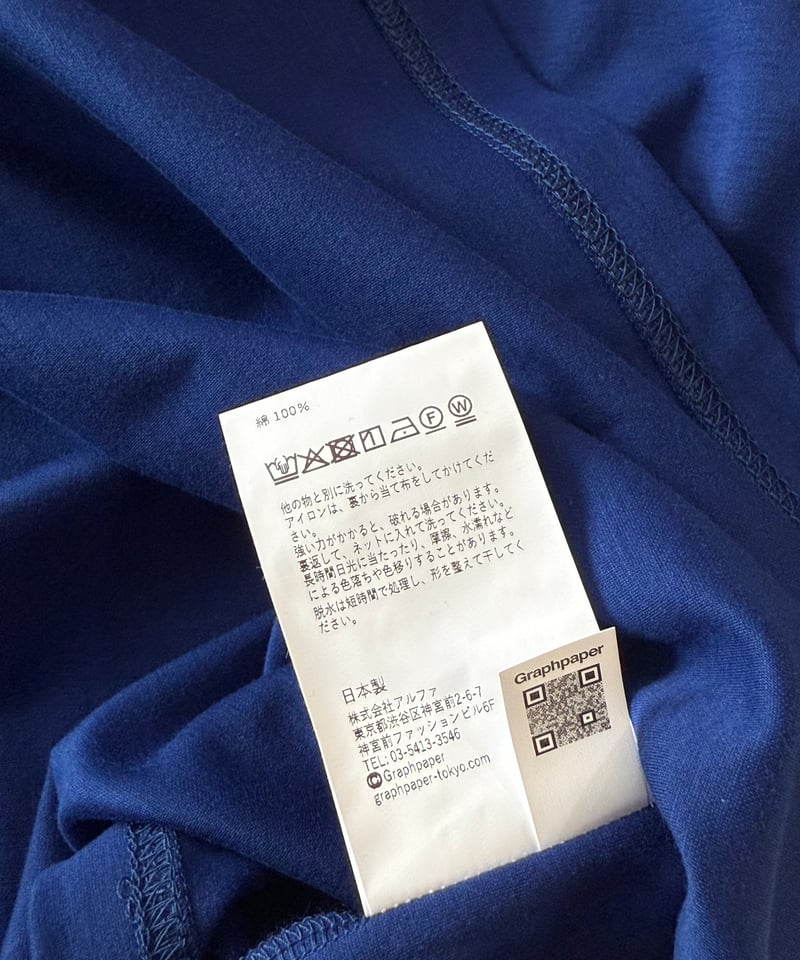 綿 100%
F W
他の物と別に洗ってください。
アイロンは、裏から当て布をしてかけてくだ
さい。
強い力がかかると、破れる場合があります。
裏返して、ネットに入れて洗ってください。
長時間日光に当たったり、摩擦、水濡れなど
による色落ちや色移りすることがあります。
脱水は短時間で処理し、形を整えて干してく
ださい。
日本製
株式会社アルファ
東京都渋谷区神宮前2-6-7
神宮前ファッションビル6F
TEL: 03-5413-3546
©Graphpaper
graphpaper-tokyo.com
Graphpaper